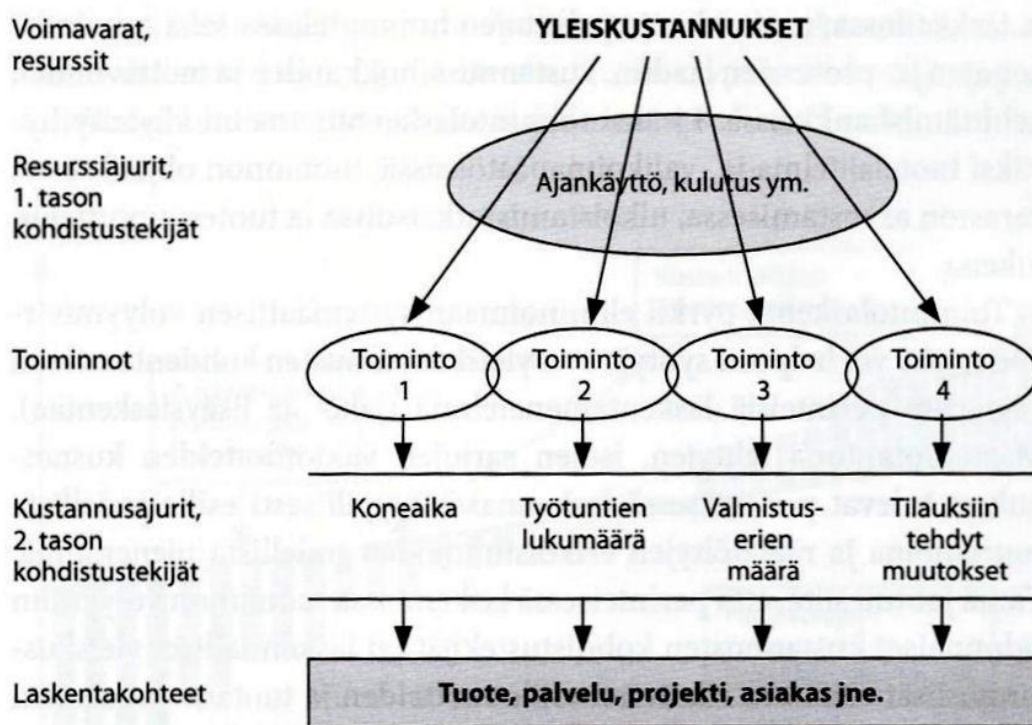 Voimavarat,
resurssit
YLEISKUSTANNUKSET
Resurssiajurit,
1. tason
kohdistustekijät
Ajankäyttö, kulutus ym.
Toiminnot
Toiminto
1
Toiminto
2
Toiminto
3
Toiminto
4
Kustannusajurit,
2. tason
kohdistustekijät
Koneaika
Työtuntien
lukumäärä
Valmistus-
erien
määrä
Tilauksiin
tehdyt
muutokset
Laskentakohteet
Tuote, palvelu, projekti, asiakas jne.